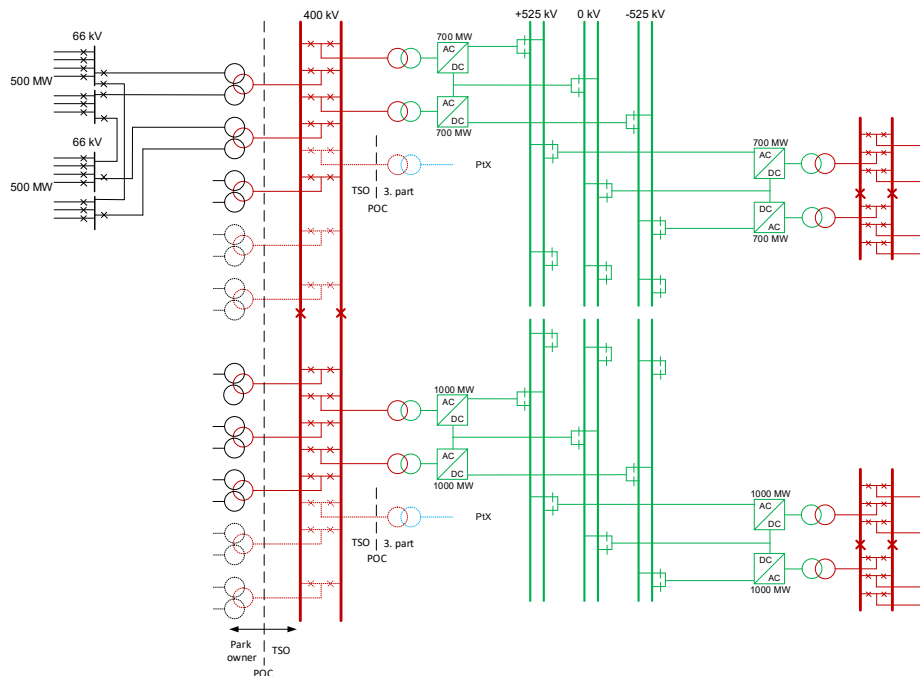 400 kV
+525 kV
0 kV
-525 kV
66 kV
500 MW
66 kV
500 MW
700 MW
AC
DC
AC
DC
700 MW
TSO
3. part
POC
PtX
700 MW
AC
DC
DC
AC
700 MW
1000 MW
AC
DC
AC
DC
1000 MW
TSO
3. part
POC
PtX
1000 MW
AC
DC
DC
AC
1000 MW
Park
owner
TSO
POC